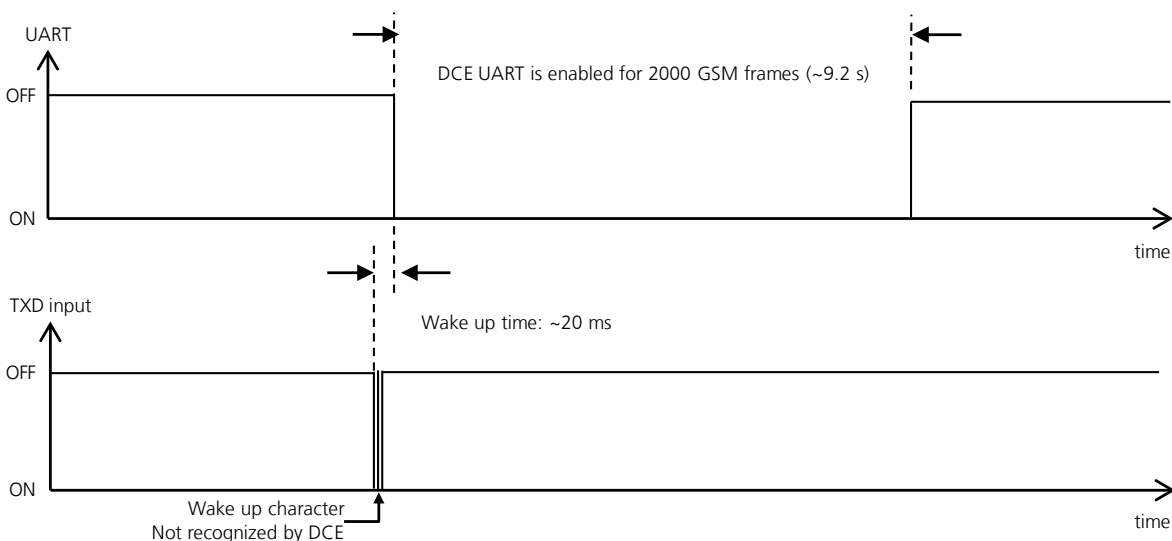 UART
DCE UART is enabled for 2000 GSM frames (~9.2 s)
OFF
ON
time
TXD input
Wake up time: ~20 ms
OFF
ON
Wake up character
Not recognized by DCE
time